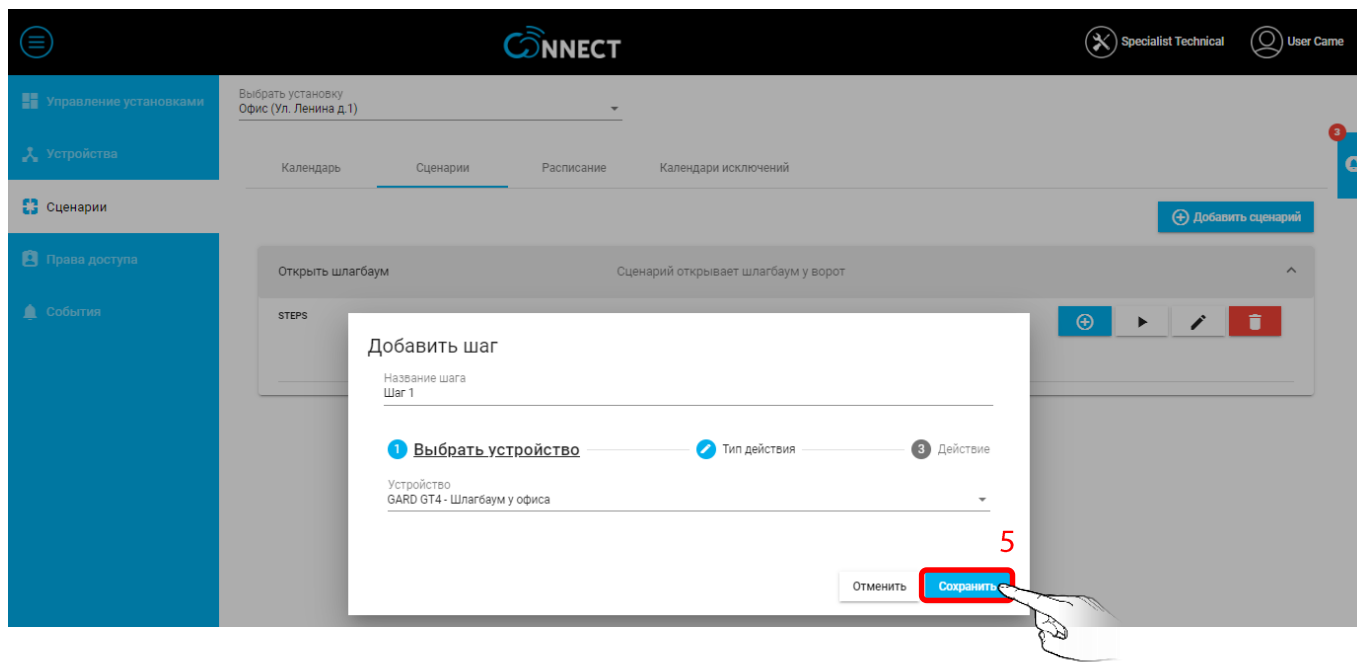 CONNECT
Specialist Technical
User Came
Управление установками
Устройства
Сценарии
Права доступа
События
Выбрать установку
Офис (Ул. Ленина д.1)
3
Календарь Сценарии Расписание Календари исключений
Добавить сценарий
Открыть шлагбаум Сценарий открывает шлагбаум у ворот
STEPS
Добавить шаг
Название шага
Шаг 1
1 Выбрать устройство Тип действия 3 Действие
Устройство
GARD GT4 - Шлагбаум у офиса
5
Отменить Сохранить